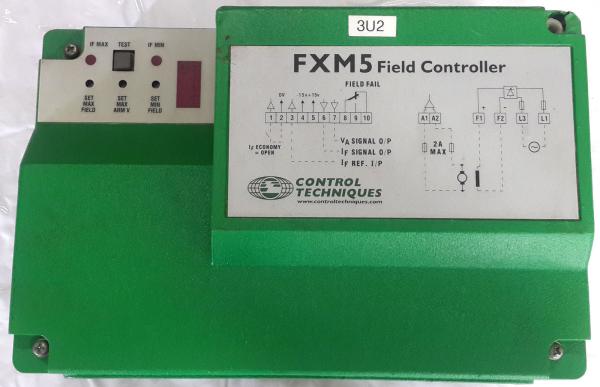 3U2
IF MAX TEST IF MIN
SET MAX FIELD
SET MAX ARM V
SET MIN FIELD
FXM5 Field Controller
FIELD FAIL
0V -15v +15v
1 2 3 4 5 6 7 8 9 10
A1 A2
F1 F2 L3 L1
+ -
IF ECONOMY = OPEN
2A MAX
VA SIGNAL O/P
IF SIGNAL O/P
IF REF. I/P
CONTROL TECHNIQUES
www.controltechniques.com